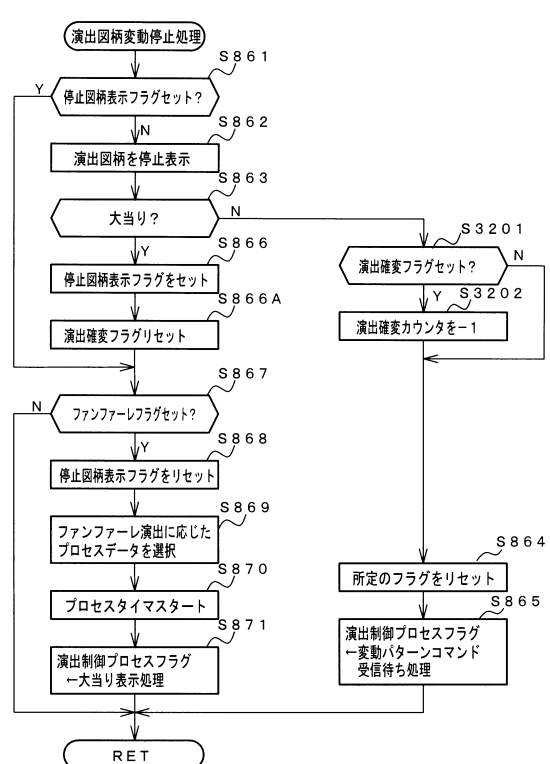 演出図柄変動停止処理
S861
停止図柄表示フラグセット?
Y
N
S862
演出図柄を停止表示
S863
大当り?
N
Y
S866
停止図柄表示フラグをセット
S866A
演出確変フラグリセット
S3201
演出確変フラグセット?
N
Y
S3202
演出確変カウンタを−1
S867
ファンファーレフラグセット?
N
Y
S868
停止図柄表示フラグをリセット
S869
ファンファーレ演出に応じた
プロセスデータを選択
S870
プロセスタイマスタート
S871
演出制御プロセスフラグ
←大当り表示処理
S864
所定のフラグをリセット
S865
演出制御プロセスフラグ
←変動パターンコマンド
受信待ち処理
RET